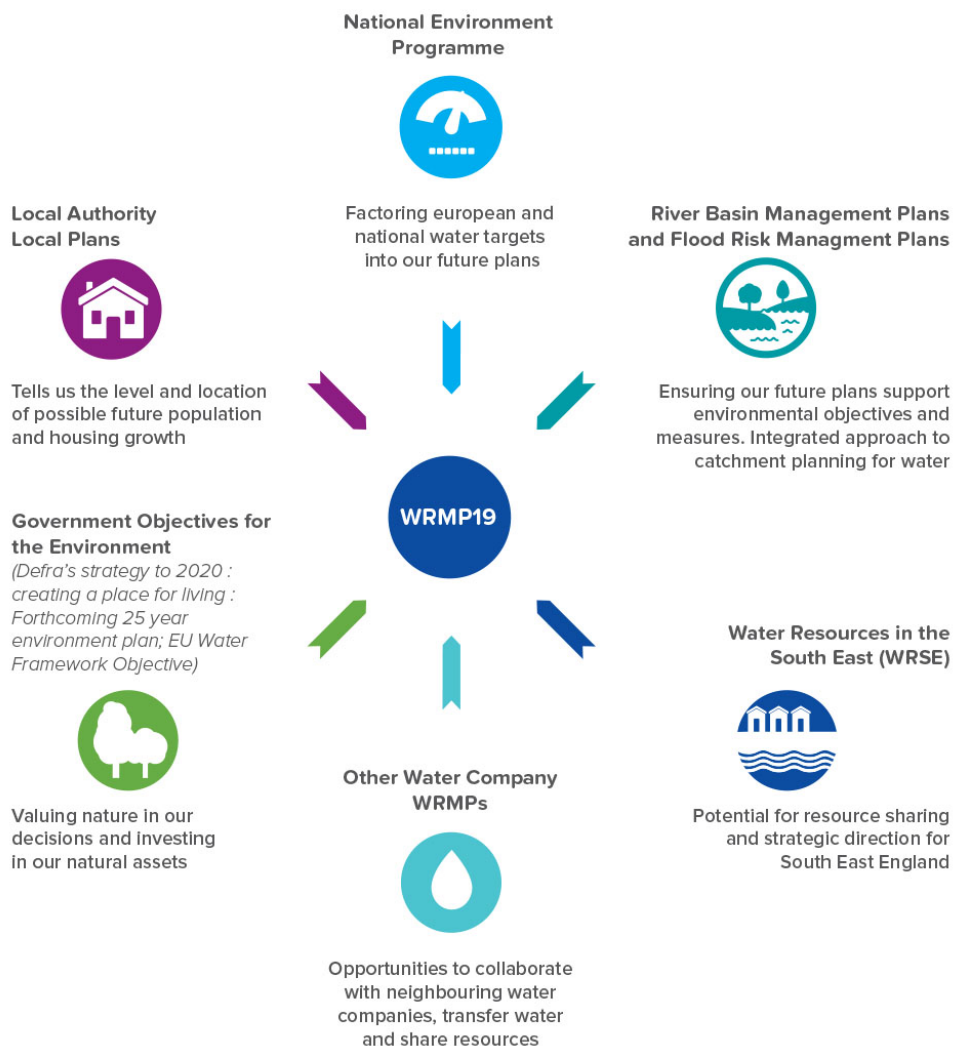 National Environment
Programme
Factoring european and
national water targets
into our future plans
Local Authority
Local Plans
Tells us the level and location
of possible future population
and housing growth
River Basin Management Plans
and Flood Risk Managment Plans
Ensuring our future plans support
environmental objectives and
measures. Integrated approach to
catchment planning for water
WRMP19
Government Objectives for
the Environment
(Defra's strategy to 2020 :
creating a place for living :
Forthcoming 25 year
environment plan; EU Water
Framework Objective)
Valuing nature in our
decisions and investing
in our natural assets
Water Resources in the
South East (WRSE)
Potential for resource sharing
and strategic direction for
South East England
Other Water Company
WRMPs
Opportunities to collaborate
with neighbouring water
companies, transfer water
and share resources